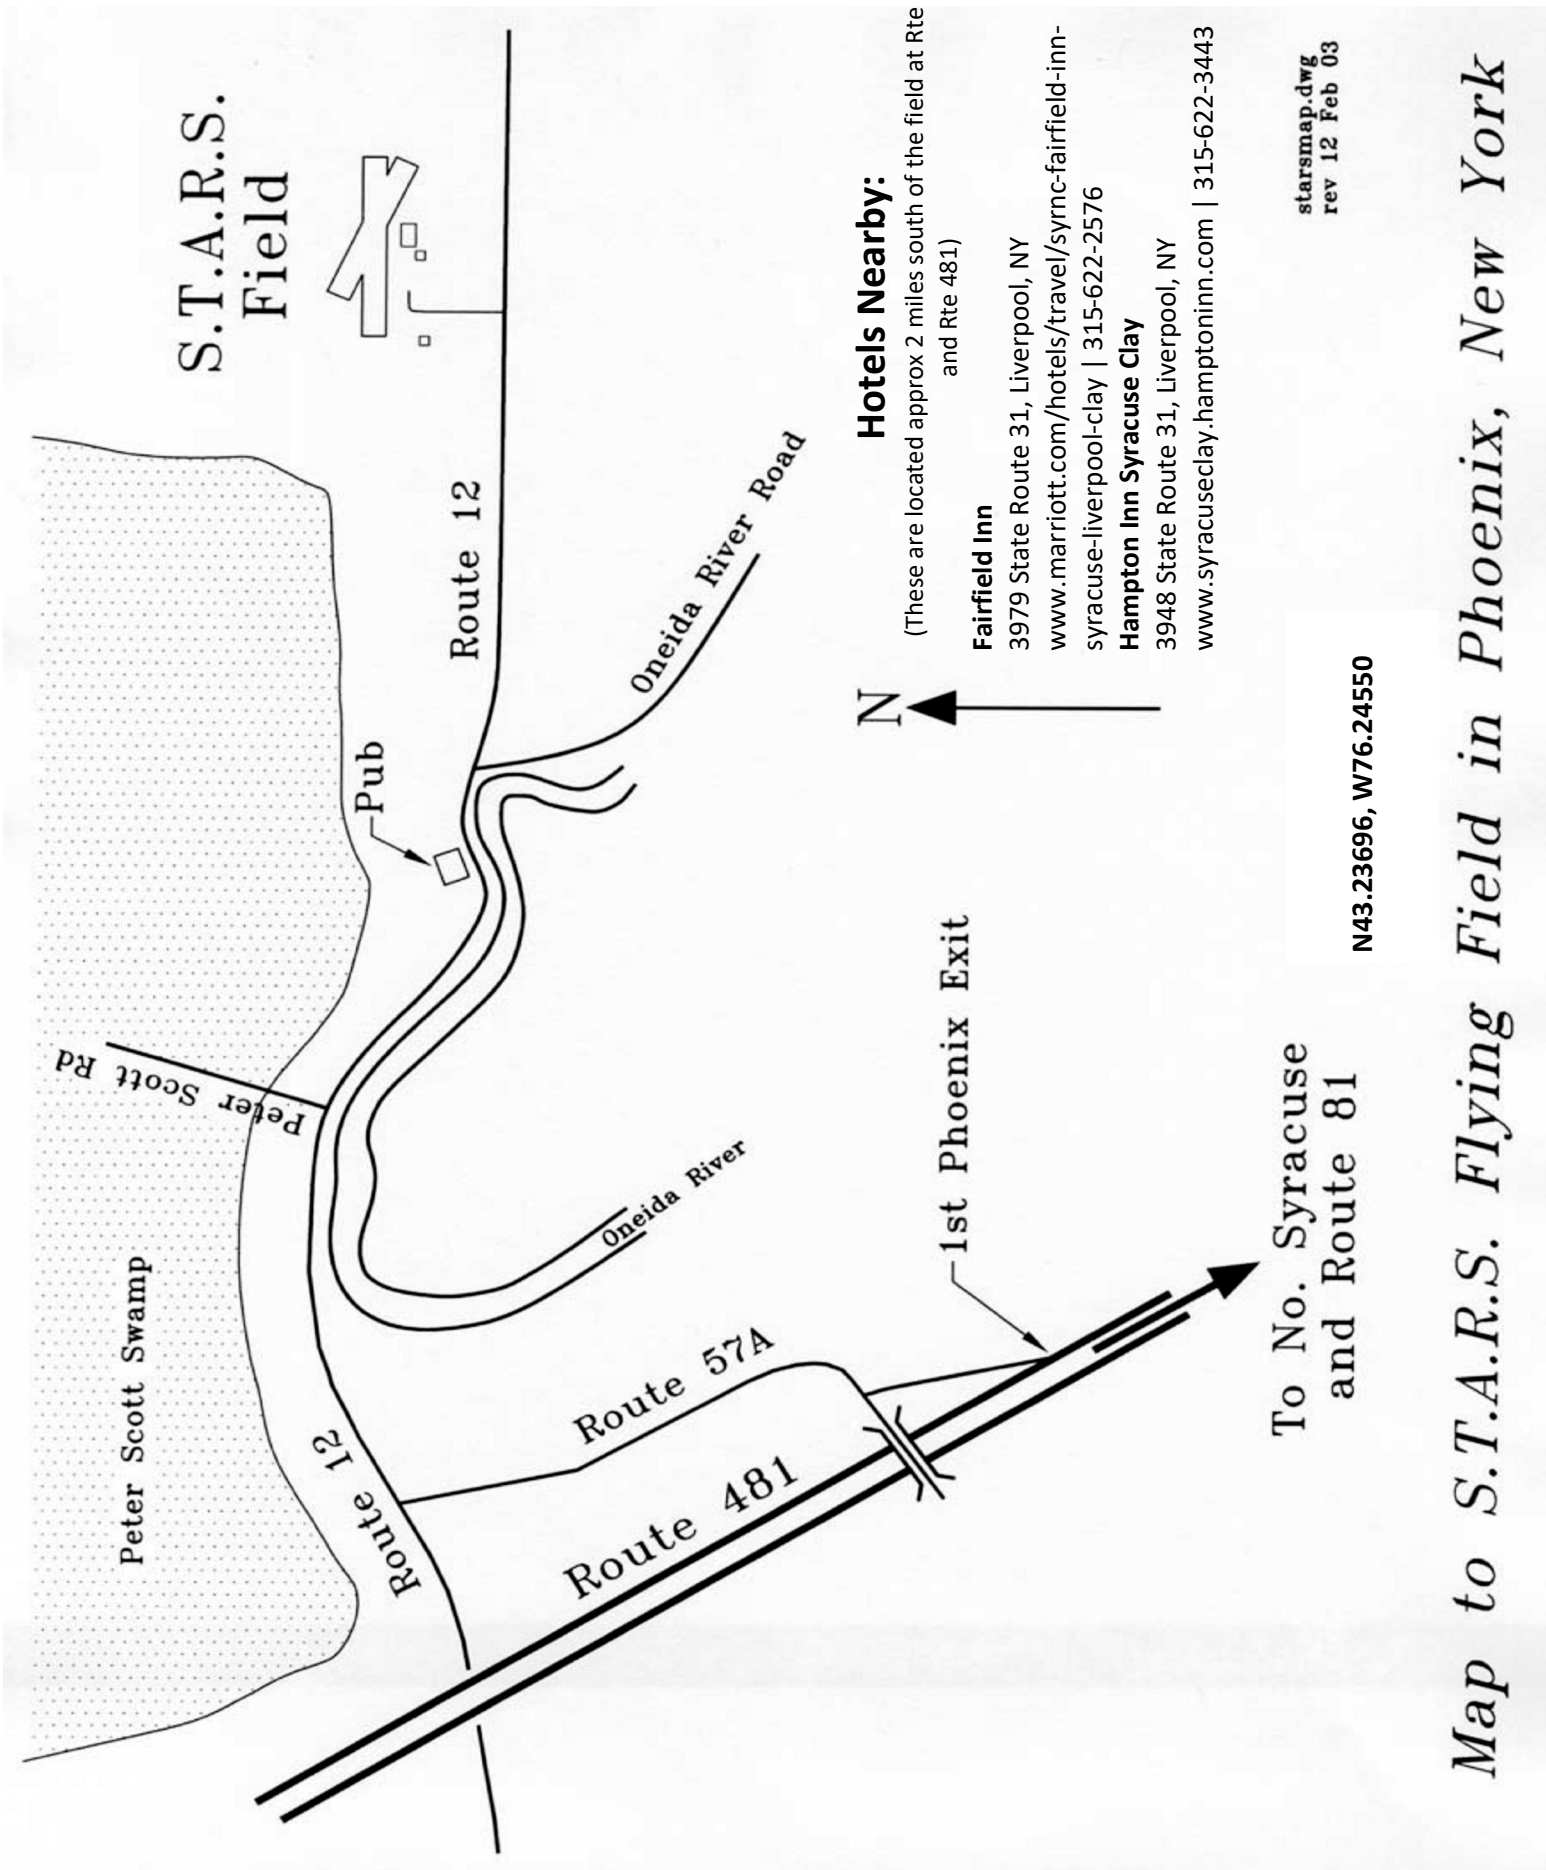 S.T.A.R.S.
Field
Peter Scott Swamp
Peter Scott Rd
Pub
Route 12
Route 12
Oneida River Road
Oneida River
Route 57A
Route 481
1st Phoenix Exit
N
To No. Syracuse
and Route 81
Hotels Nearby:
(These are located approx 2 miles south of the field at Rte
and Rte 481)
Fairfield Inn
3979 State Route 31, Liverpool, NY
www.marriott.com/hotels/travel/syrnc-fairfield-inn-
syracuse-liverpool-clay | 315-622-2576
Hampton Inn Syracuse Clay
3948 State Route 31, Liverpool, NY
www.syracuseclay.hamptoninn.com | 315-622-3443
starsmap.dwg
rev 12 Feb 03
N43.23696, W76.24550
Map to S.T.A.R.S. Flying Field in Phoenix, New York